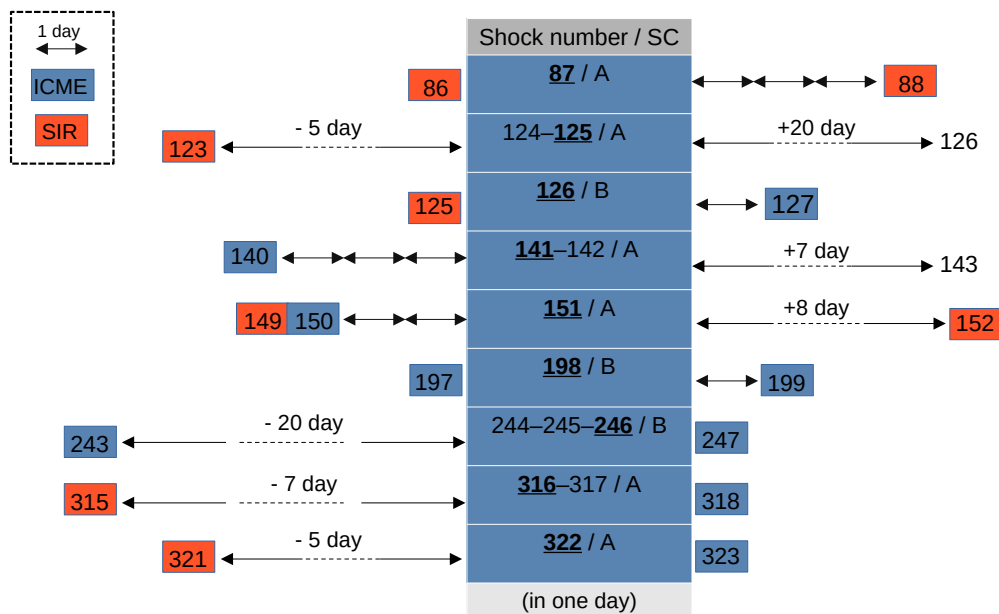 1 day
ICME
SIR
Shock number / SC
86
87 / A
88
123
- 5 day
124–125 / A
+20 day
126
125
126 / B
127
140
141–142 / A
+7 day
143
149 150
151 / A
+8 day
152
197
198 / B
199
243
- 20 day
244–245–246 / B
247
315
- 7 day
316–317 / A
318
321
- 5 day
322 / A
323
(in one day)